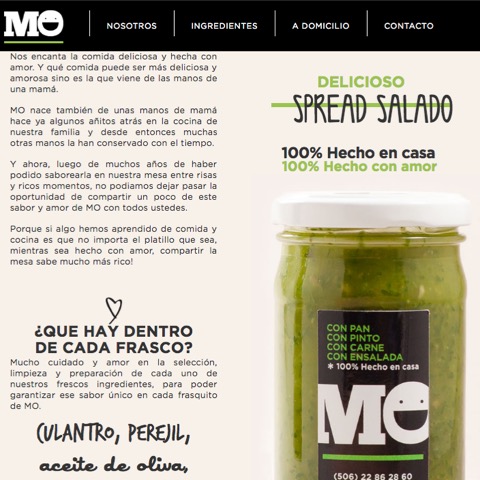 MO
NOSOTROS
INGREDIENTES
A DOMICILIO
CONTACTO
Nos encanta la comida deliciosa y hecha con
amor. Y qué comida puede ser más deliciosa y
amorosa sino es la que viene de las manos de
una mamá.
MO nace también de unas manos de mamá
hace ya algunos añitos atrás en la cocina de
nuestra familia y desde entonces muchas
otras manos la han conservado con el tiempo.
Y ahora, luego de muchos años de haber
podido saborearla en nuestra mesa entre risas
y ricos momentos, no podiamos dejar pasar la
oportunidad de compartir un poco de este
sabor y amor de MO con todos ustedes.
Porque si algo hemos aprendido de comida y
cocina es que no importa el platillo que sea,
mientras sea hecho con amor, compartir la
mesa sabe mucho más rico!
¿QUE HAY DENTRO
DE CADA FRASCO?
Mucho cuidado y amor en la selección,
limpieza y preparación de cada uno de
nuestros frescos ingredientes, para poder
garantizar ese sabor único en cada frasquito
de MO.
CULANTRO, PEREJIL,
aceite de oliva,
DELICIOSO
SPREAD SALADO
100% Hecho en casa
100% Hecho con amor
CON PAN
CON PINTO
CON CARNE
CON ENSALADA
* 100% Hecho en casa
MO
(506) 22 86 28 60